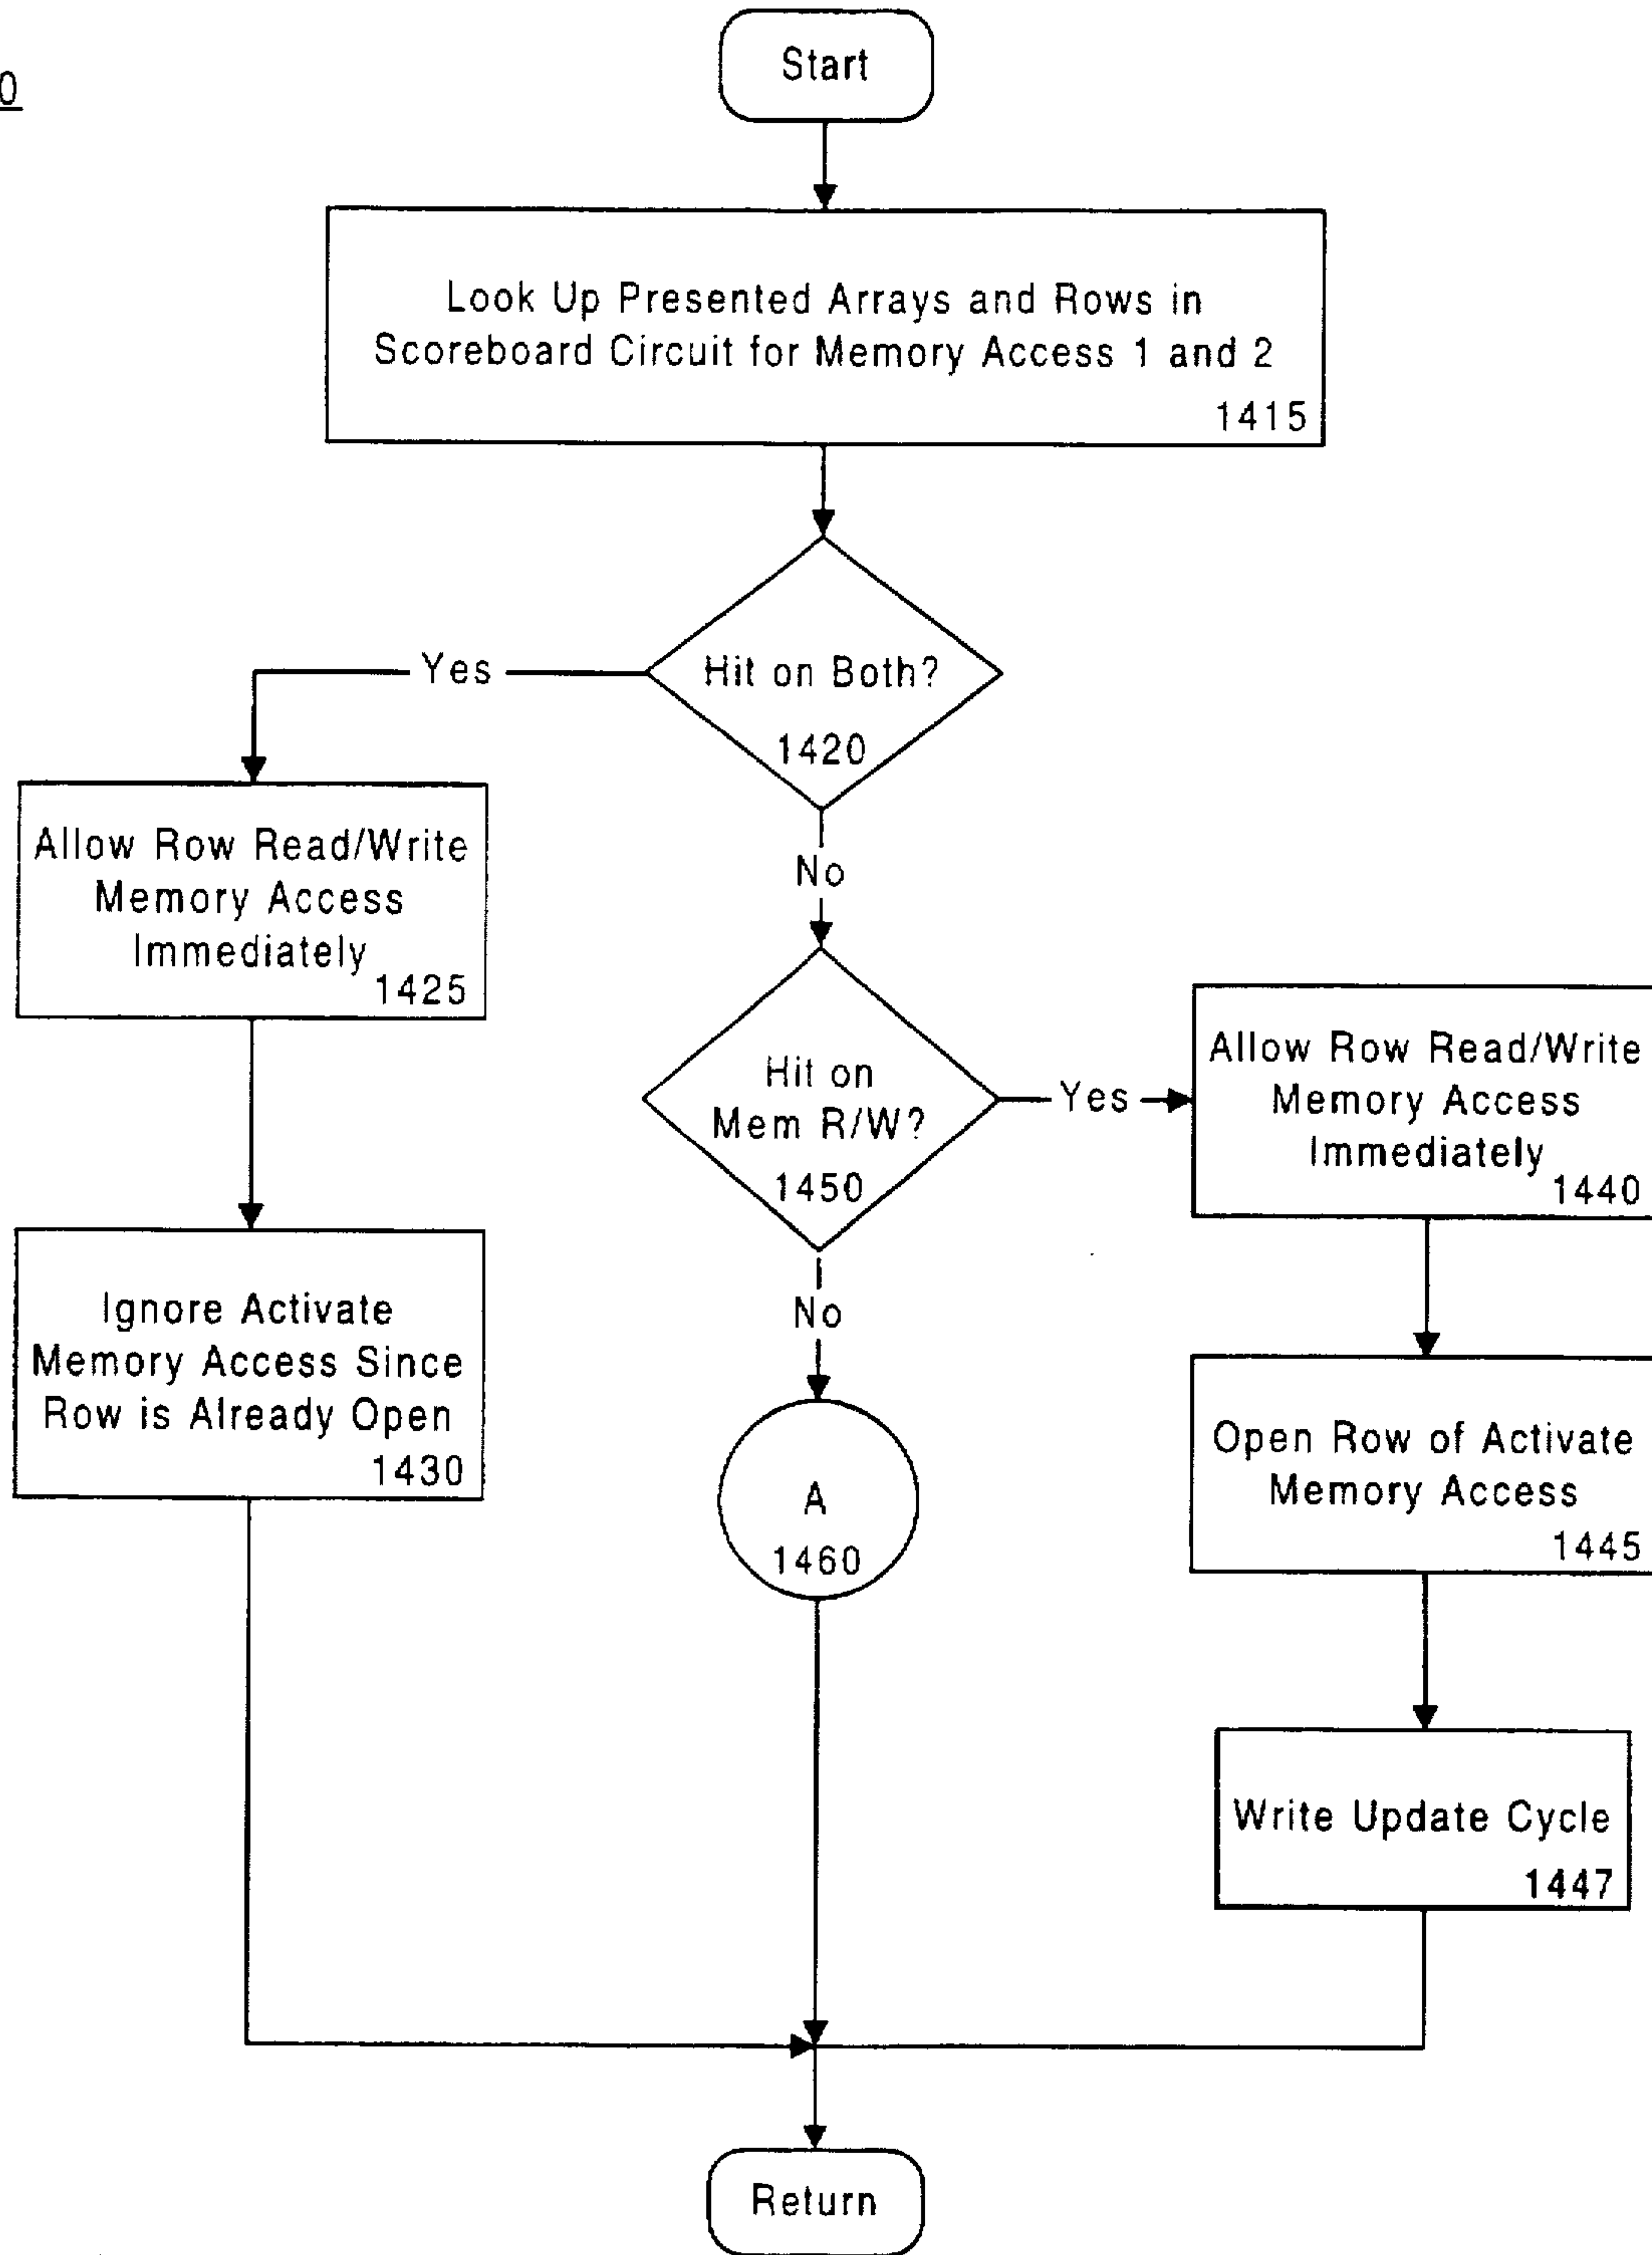 0
Start
Look Up Presented Arrays and Rows in
Scoreboard Circuit for Memory Access 1 and 2
1415
Hit on Both?
1420
Yes
No
Allow Row Read/Write
Memory Access
Immediately
1425
Hit on
Mem R/W?
1450
Yes
Allow Row Read/Write
Memory Access
Immediately
1440
Ignore Activate
Memory Access Since
Row is Already Open
1430
No
A
1460
Open Row of Activate
Memory Access
1445
Write Update Cycle
1447
Return